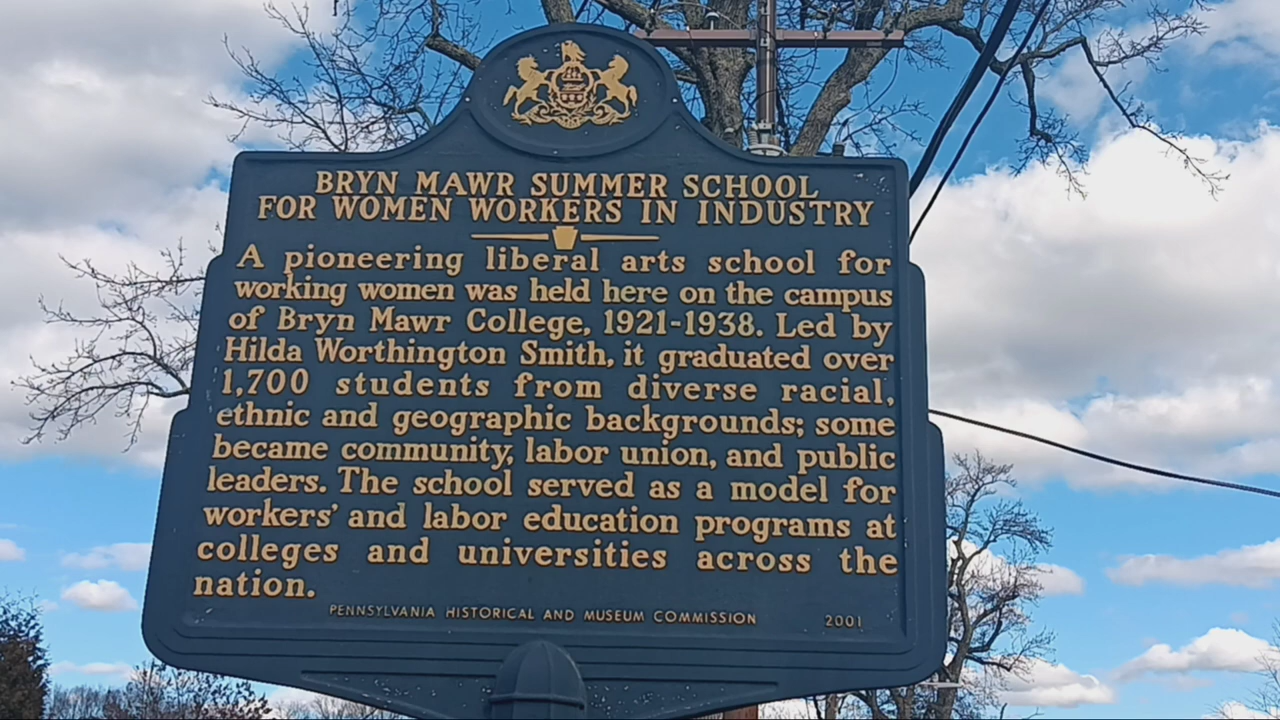 BRYN MAWR SUMMER SCHOOL
FOR WOMEN WORKERS IN INDUSTRY
A pioneering liberal arts school for
working women was held here on the campus
of Bryn Mawr College, 1921-1938. Led by
Hilda Worthington Smith, it graduated over
1,700 students from diverse racial,
ethnic and geographic backgrounds; some
became community, labor union, and public
leaders. The school served as a model for
workers' and labor education programs at
colleges and universities across the
nation.
PENNSYLVANIA HISTORICAL AND MUSEUM COMMISSION 2001